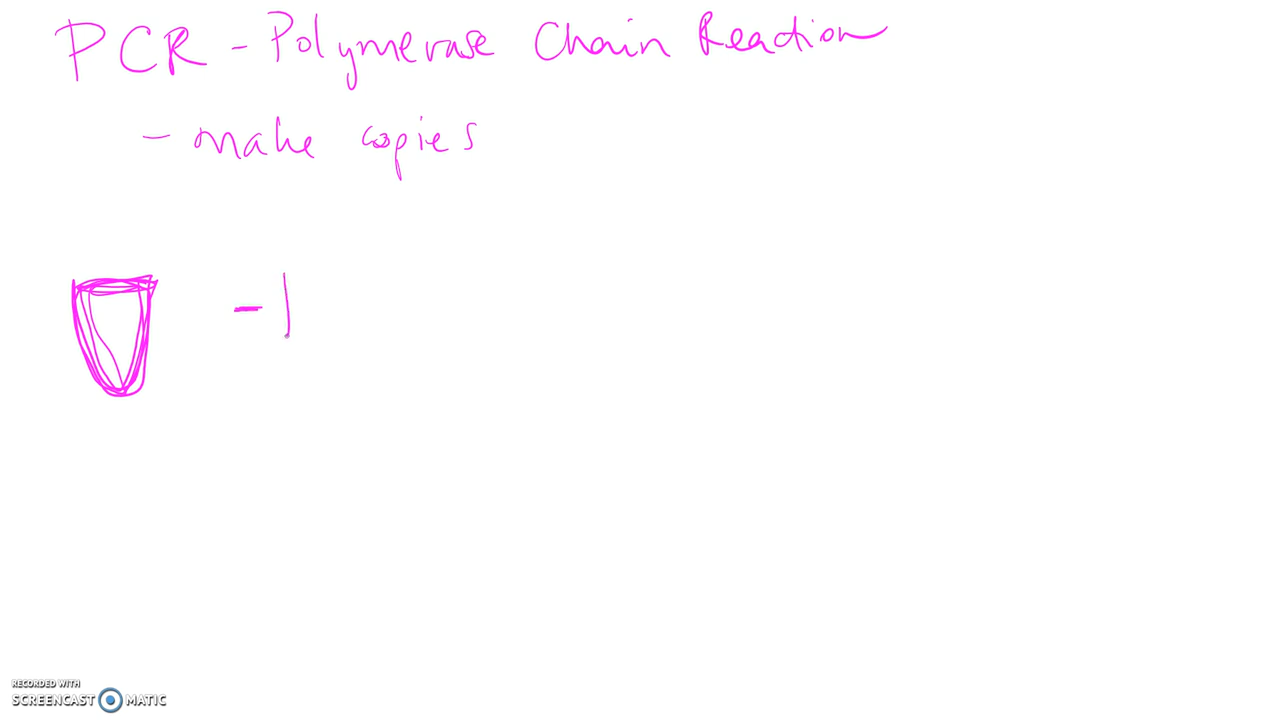 PCR - Polymerase Chain Reaction
- make copies
-
RECORDED WITH
SCREENCAST MATIC